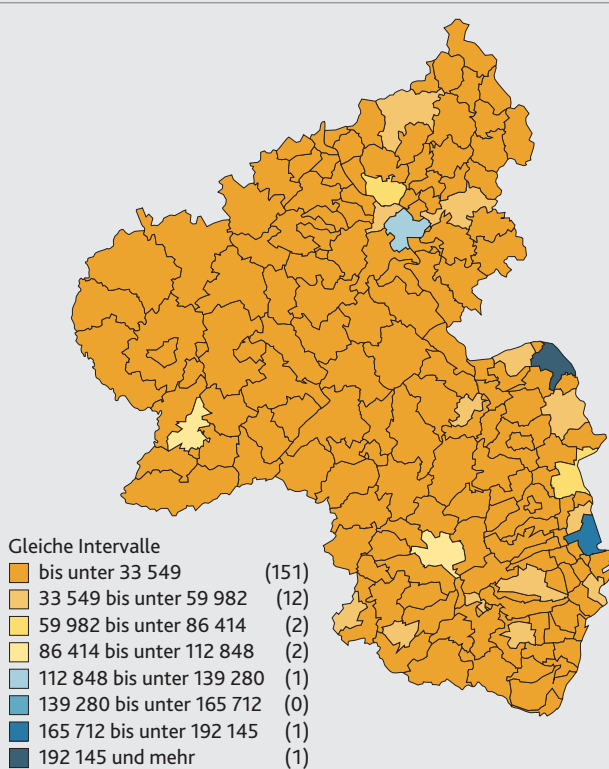 Gleiche Intervalle
bis unter 33 549 (151)
33 549 bis unter 59 982 (12)
59 982 bis unter 86 414 (2)
86 414 bis unter 112 848 (2)
112 848 bis unter 139 280 (1)
139 280 bis unter 165 712 (0)
165 712 bis unter 192 145 (1)
192 145 und mehr (1)